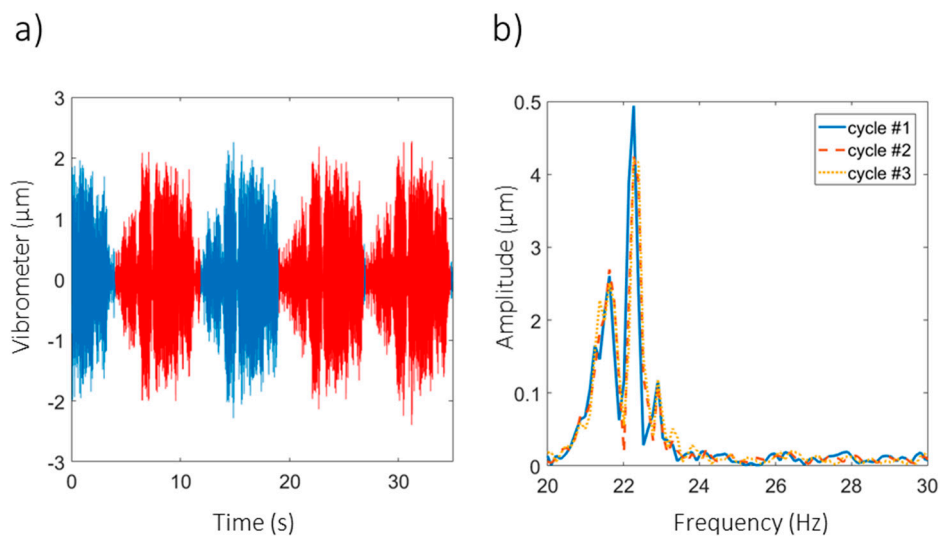 a)
b)
3
2
1
0
-1
-2
-3
0
10
20
30
Vibrometer (μm)
Time (s)
0.5
4
3
2
0.1
0
20
22
24
26
28
30
Amplitude (μm)
Frequency (Hz)
cycle #1
cycle #2
cycle #3